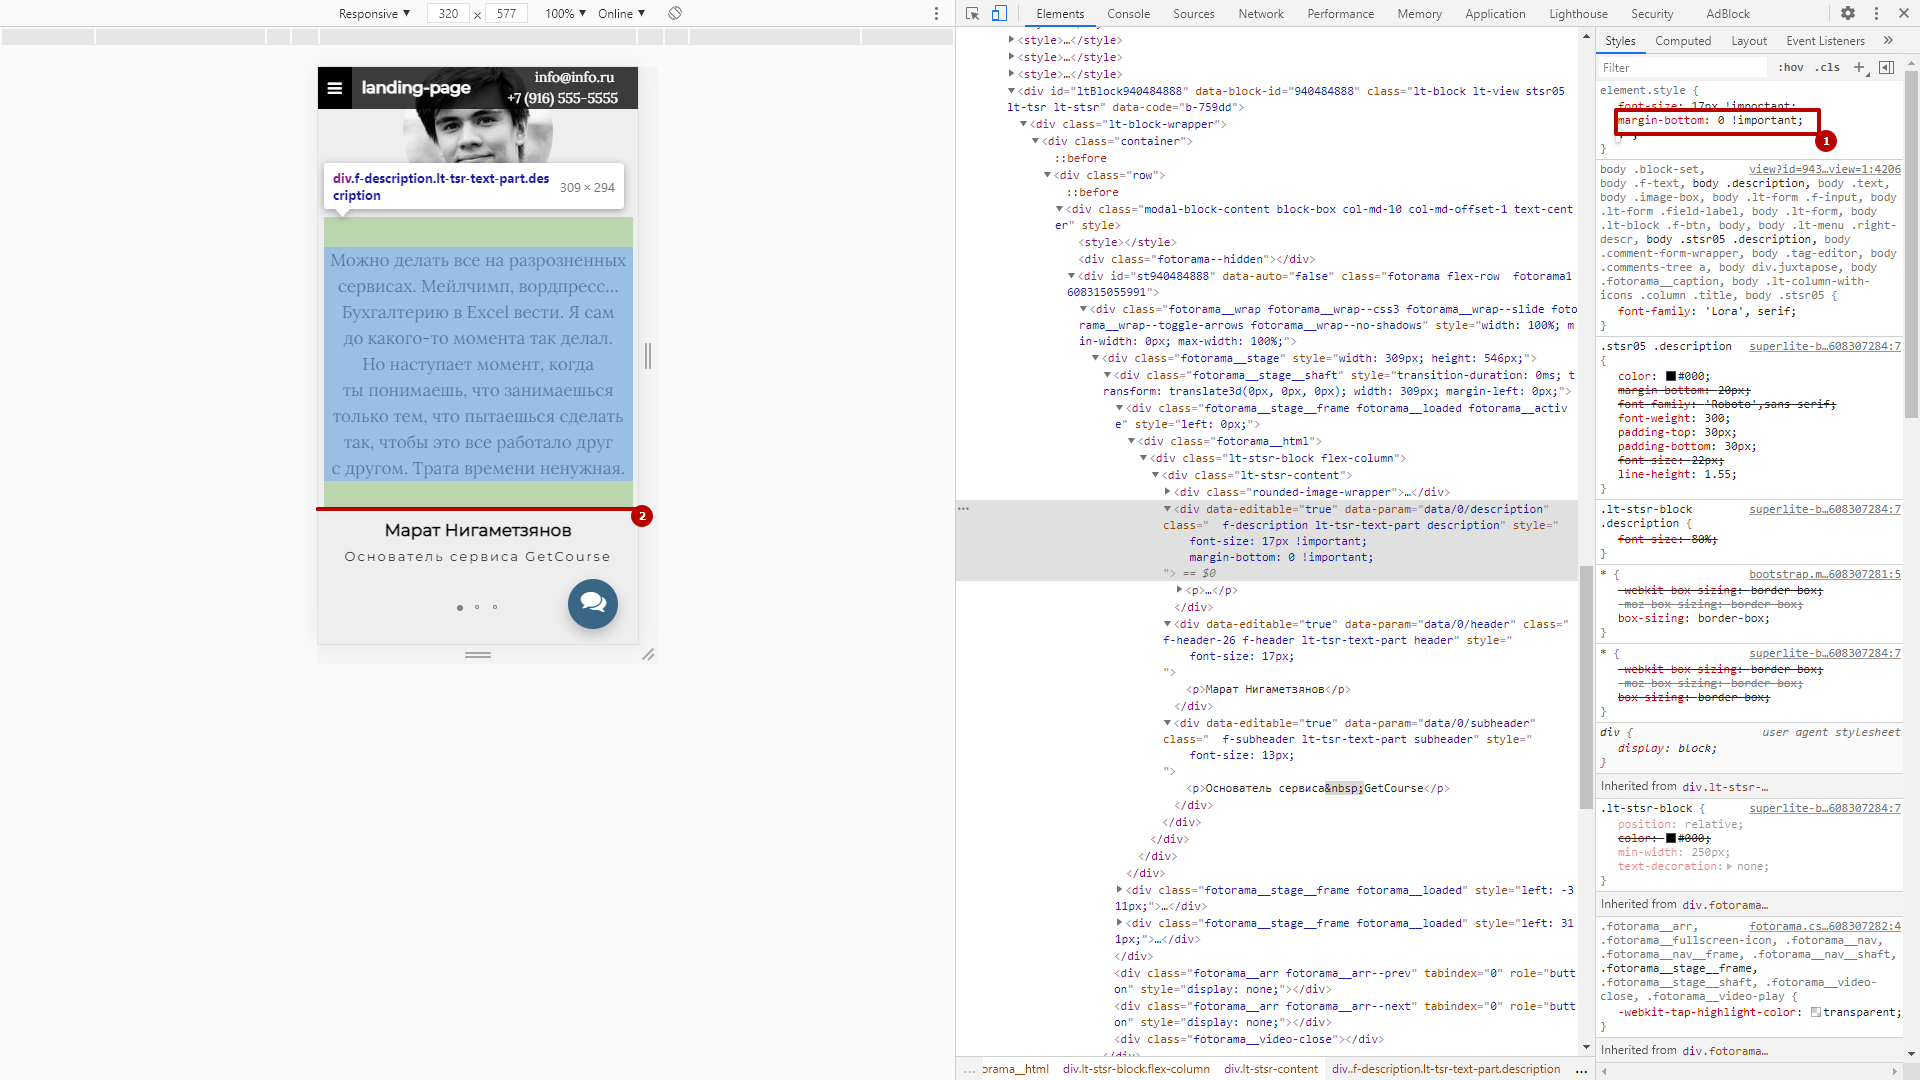 Responsive ▼ 320 x 577 100% ▼ Online ▼
Elements Console Sources Network Performance Memory Application Lighthouse Security AdBlock
landing-page
info@info.ru
+7 (916) 555-5555
div.f-description.lt-tsr-text-part.des
cription
309 × 294
Можно делать все на разрозненных
сервисах. Мейлчимп, вордпресс...
Бухгалтерию в Excel вести. Я сам
до какого-то момента так делал.
Но наступает момент, когда
ты понимаешь, что занимаешься
только тем, что пытаешься сделать
так, чтобы это все работало друг
с другом. Трата времени ненужная.
2
Марат Нигаметзянов
Основатель сервиса GetCourse
▶<style>…</style>
▶<style>…</style>
▶<style>…</style>
▼<div id="ltBlock940484888" data-block-id="940484888" class="lt-block lt-view stsr05
lt-tsr lt-stsr" data-code="b-759dd">
▼<div class="lt-block-wrapper">
▼<div class="container">
::before
▼<div class="row">
::before
▼<div class="modal-block-content block-box col-md-10 col-md-offset-1 text-cent
er" style>
<style></style>
<div class="fotorama--hidden"></div>
▼<div id="st940484888" data-auto="false" class="fotorama flex-row  fotorama1
608315055991">
▼<div class="fotorama__wrap fotorama__wrap--css3 fotorama__wrap--slide foto
rama__wrap--toggle-arrows fotorama__wrap--no-shadows" style="width: 100%; m
in-width: 0px; max-width: 100%;">
▼<div class="fotorama__stage" style="width: 309px; height: 546px;">
▼<div class="fotorama__stage__shaft" style="transition-duration: 0ms; t
ransform: translate3d(0px, 0px, 0px); width: 309px; margin-left: 0px;">
▼<div class="fotorama__stage__frame fotorama__loaded fotorama__activ
e" style="left: 0px;">
▼<div class="fotorama__html">
▼<div class="lt-stsr-block flex-column">
▼<div class="lt-stsr-content">
▶<div class="rounded-image-wrapper">…</div>
▼<div data-editable="true" data-param="data/0/description"
class="  f-description lt-tsr-text-part description" style="
font-size: 17px !important;
margin-bottom: 0 !important;
"> == $0
▶<p>…</p>
</div>
▼<div data-editable="true" data-param="data/0/header" class="
f-header-26 f-header lt-tsr-text-part header" style="
font-size: 17px;
">
<p>Марат Нигаметзянов</p>
</div>
▼<div data-editable="true" data-param="data/0/subheader"
class="  f-subheader lt-tsr-text-part subheader" style="
font-size: 13px;
">
<p>Основатель сервиса&nbsp;GetCourse</p>
</div>
</div>
</div>
</div>
</div>
▶<div class="fotorama__stage__frame fotorama__loaded" style="left: -3
11px;">…</div>
▶<div class="fotorama__stage__frame fotorama__loaded" style="left: 31
1px;">…</div>
</div>
<div class="fotorama__arr fotorama__arr--prev" tabindex="0" role="butt
on" style="display: none;"></div>
<div class="fotorama__arr fotorama__arr--next" tabindex="0" role="butt
on" style="display: none;"></div>
<div class="fotorama__video-close"></div>
… orama__html div.lt-stsr-block.flex-column div.lt-stsr-content div..f-description.lt-tsr-text-part.description …
Styles Computed Layout Event Listeners »
Filter :hov .cls +
element.style {
font-size: 17px !important;
margin-bottom: 0 !important;
1
}
body .block-set, view?id=943…view=1:4206
body .f-text, body .description, body .text,
body .image-box, body .lt-form .f-input, body
.lt-form .field-label, body .lt-form, body
.lt-block .f-btn, body, body .lt-menu .right-
descr, body .stsr05 .description, body
.comment-form-wrapper, body .tag-editor, body
.comments-tree a, body div.juxtapose, body
.fotorama__caption, body .lt-column-with-
icons .column .title, body .stsr05 {
font-family: 'Lora', serif;
}
.stsr05 .description superlite-b…608307284:7
{
color: #000;
margin-bottom: 20px;
font-family: 'Roboto',sans-serif;
font-weight: 300;
padding-top: 30px;
padding-bottom: 30px;
font-size: 22px;
line-height: 1.55;
}
.lt-stsr-block superlite-b…608307284:7
.description {
font-size: 80%;
}
* { bootstrap.m…608307281:5
-webkit-box-sizing: border-box;
-moz-box-sizing: border-box;
box-sizing: border-box;
}
* { superlite-b…608307284:7
-webkit-box-sizing: border-box;
-moz-box-sizing: border-box;
box-sizing: border-box;
}
div { user agent stylesheet
display: block;
}
Inherited from div.lt-stsr-…
.lt-stsr-block { superlite-b…608307284:7
position: relative;
color: #000;
min-width: 250px;
text-decoration:▶ none;
}
Inherited from div.fotorama…
.fotorama__arr, fotorama.cs…608307282:4
.fotorama__fullscreen-icon, .fotorama__nav,
.fotorama__nav__frame, .fotorama__nav__shaft,
.fotorama__stage__frame,
.fotorama__stage__shaft, .fotorama__video-
close, .fotorama__video-play {
-webkit-tap-highlight-color: transparent;
}
Inherited from div.fotorama…